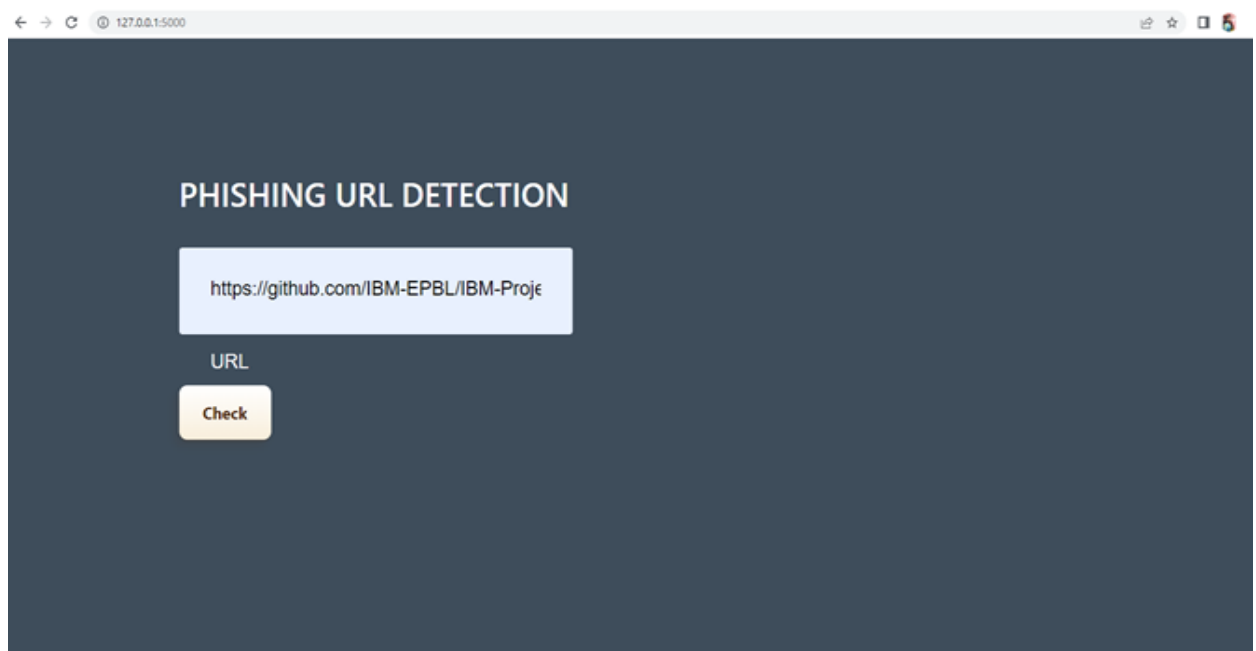 127.0.0.1:5000
PHISHING URL DETECTION
https://github.com/IBM-EPBL/IBM-Proje
URL
Check